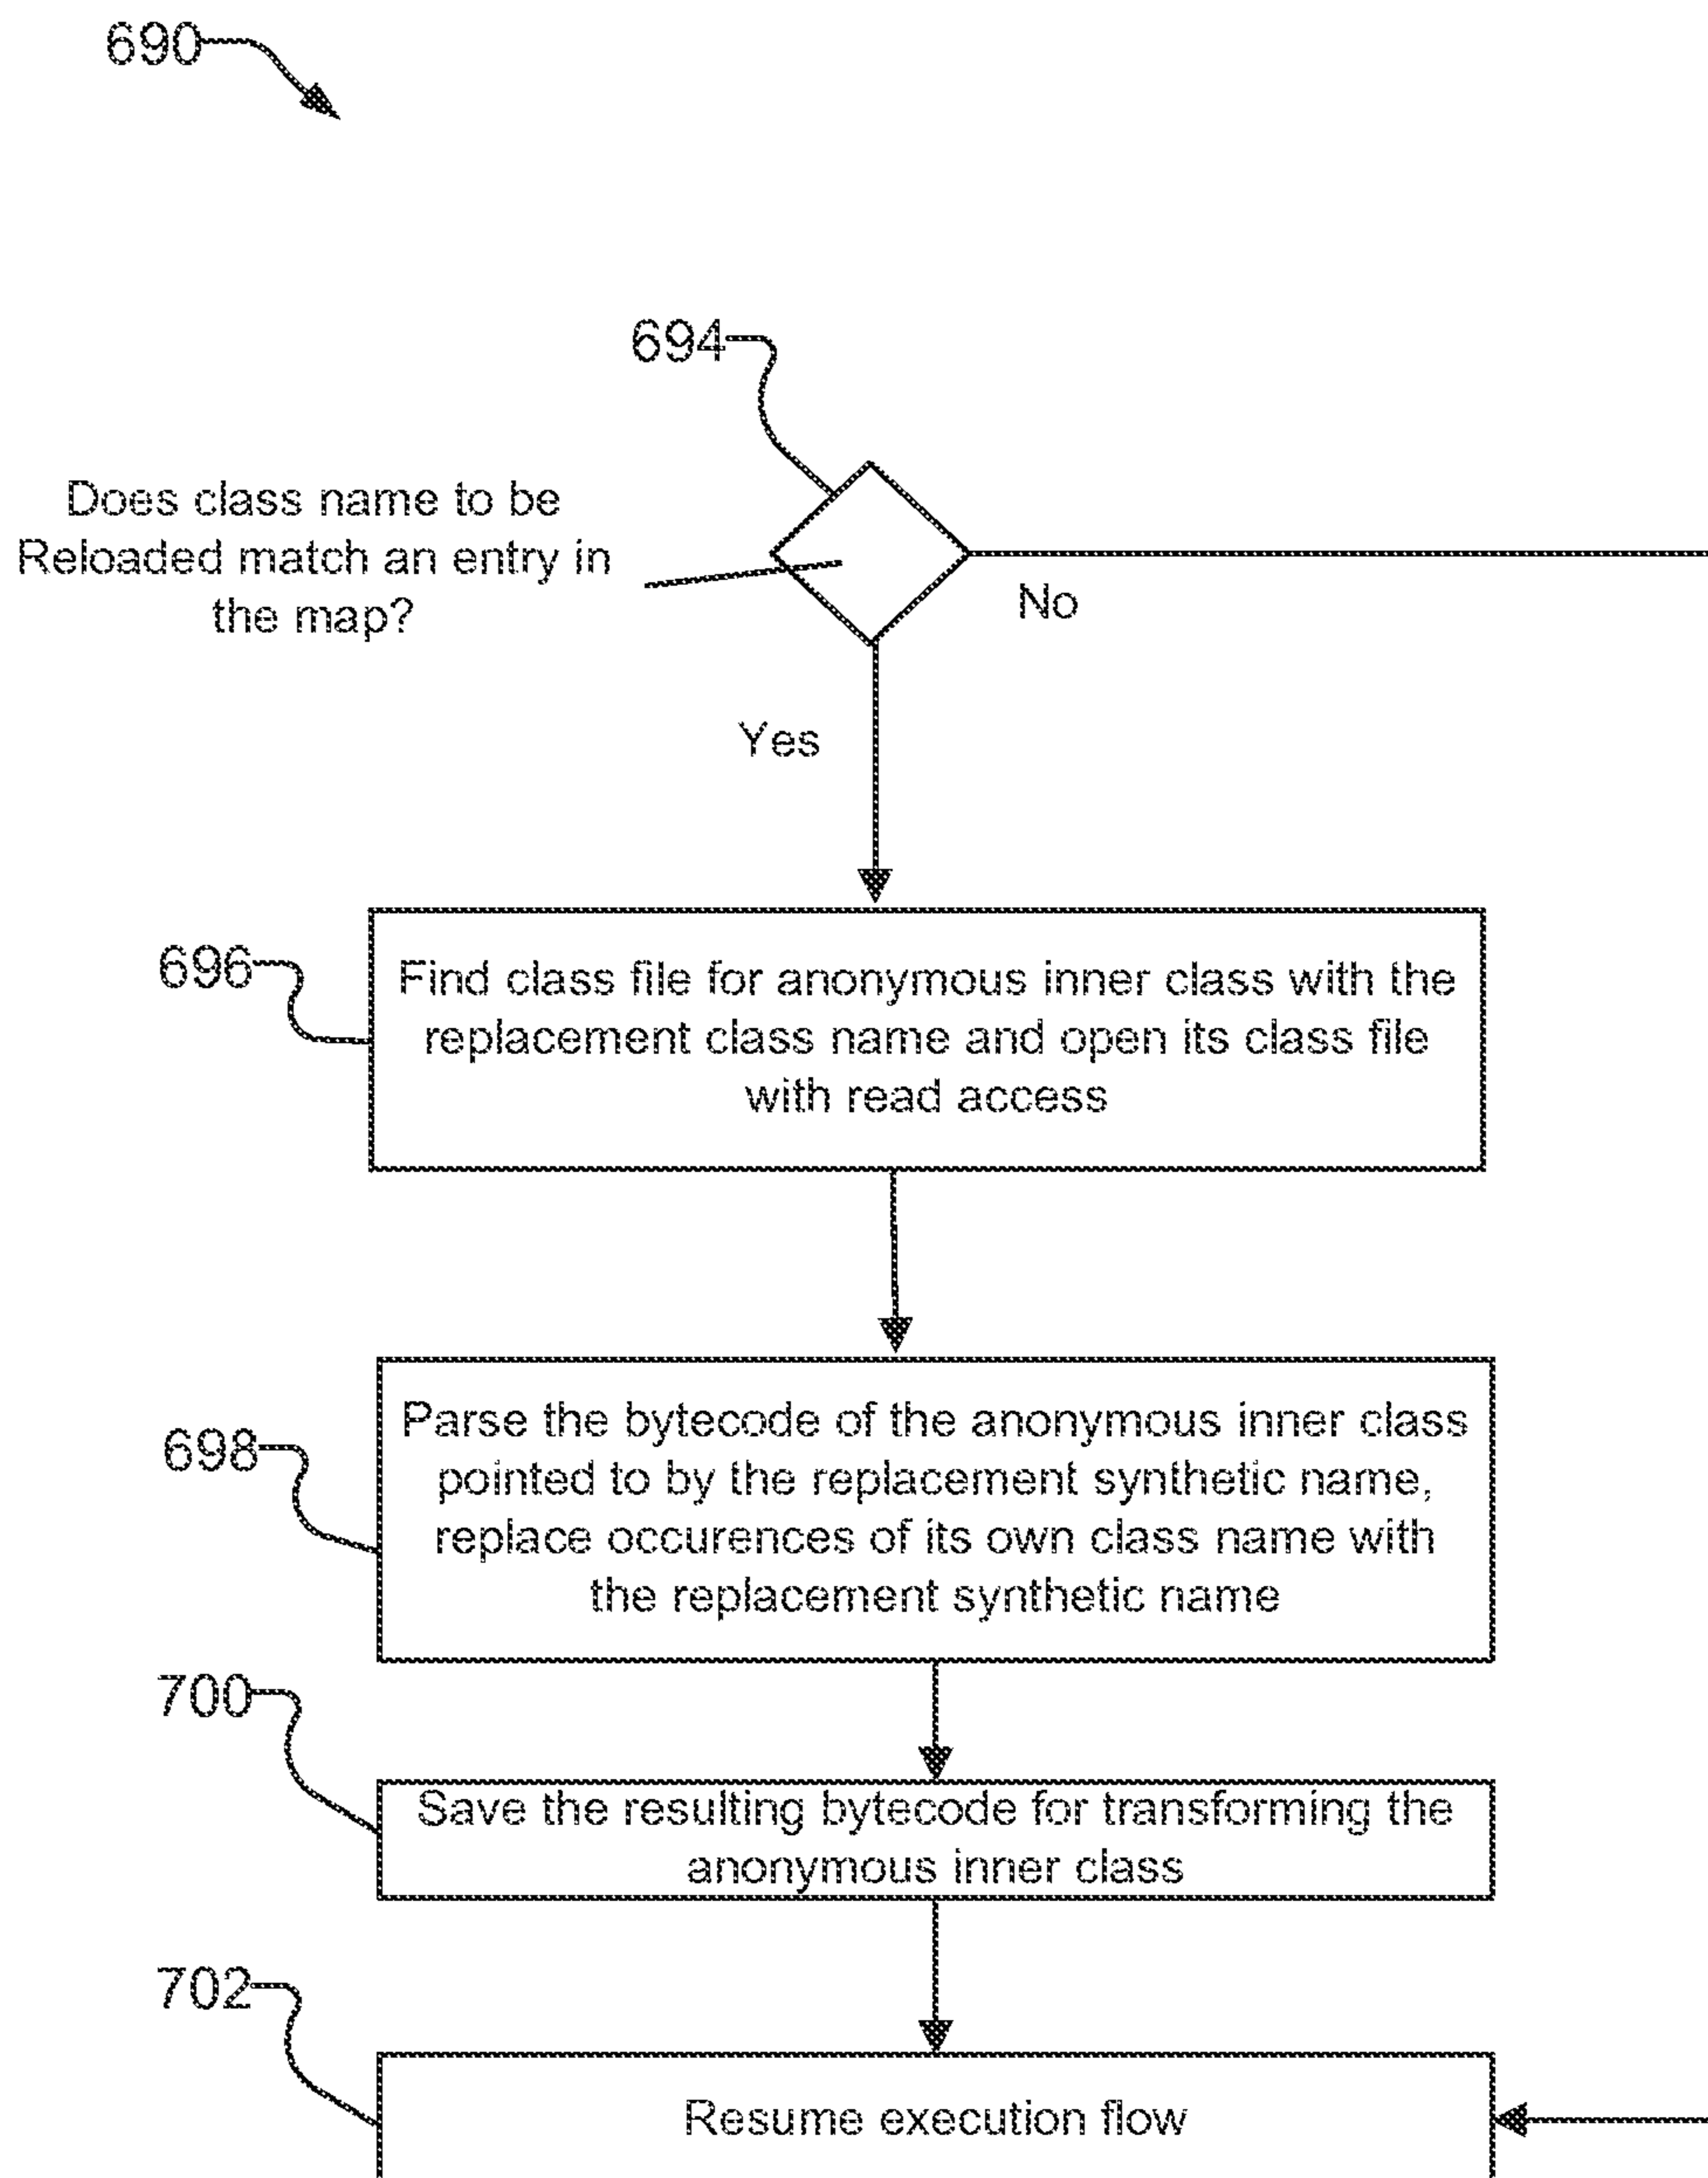 690
694
Does class name to be
Reloaded match an entry in
the map?
No
Yes
696
Find class file for anonymous inner class with the
replacement class name and open its class file
with read access
698
Parse the bytecode of the anonymous inner class
pointed to by the replacement synthetic name,
replace occurences of its own class name with
the replacement synthetic name
700
Save the resulting bytecode for transforming the
anonymous inner class
702
Resume execution flow